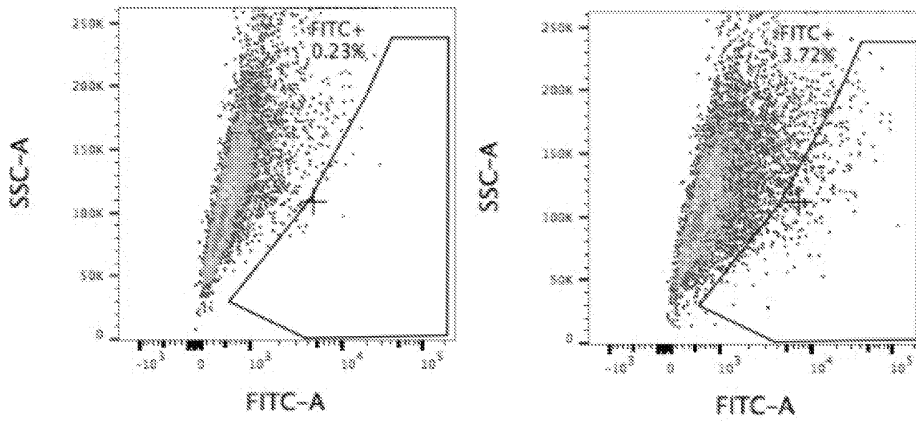 250K
FITC+
0.23%
200K
150K
100K
50K
0
SSC-A
-10³ 0 10³ 10⁴ 10⁵
FITC-A
250K
FITC+
3.72%
200K
150K
100K
50K
0
SSC-A
-10³ 0 10³ 10⁴ 10⁵
FITC-A